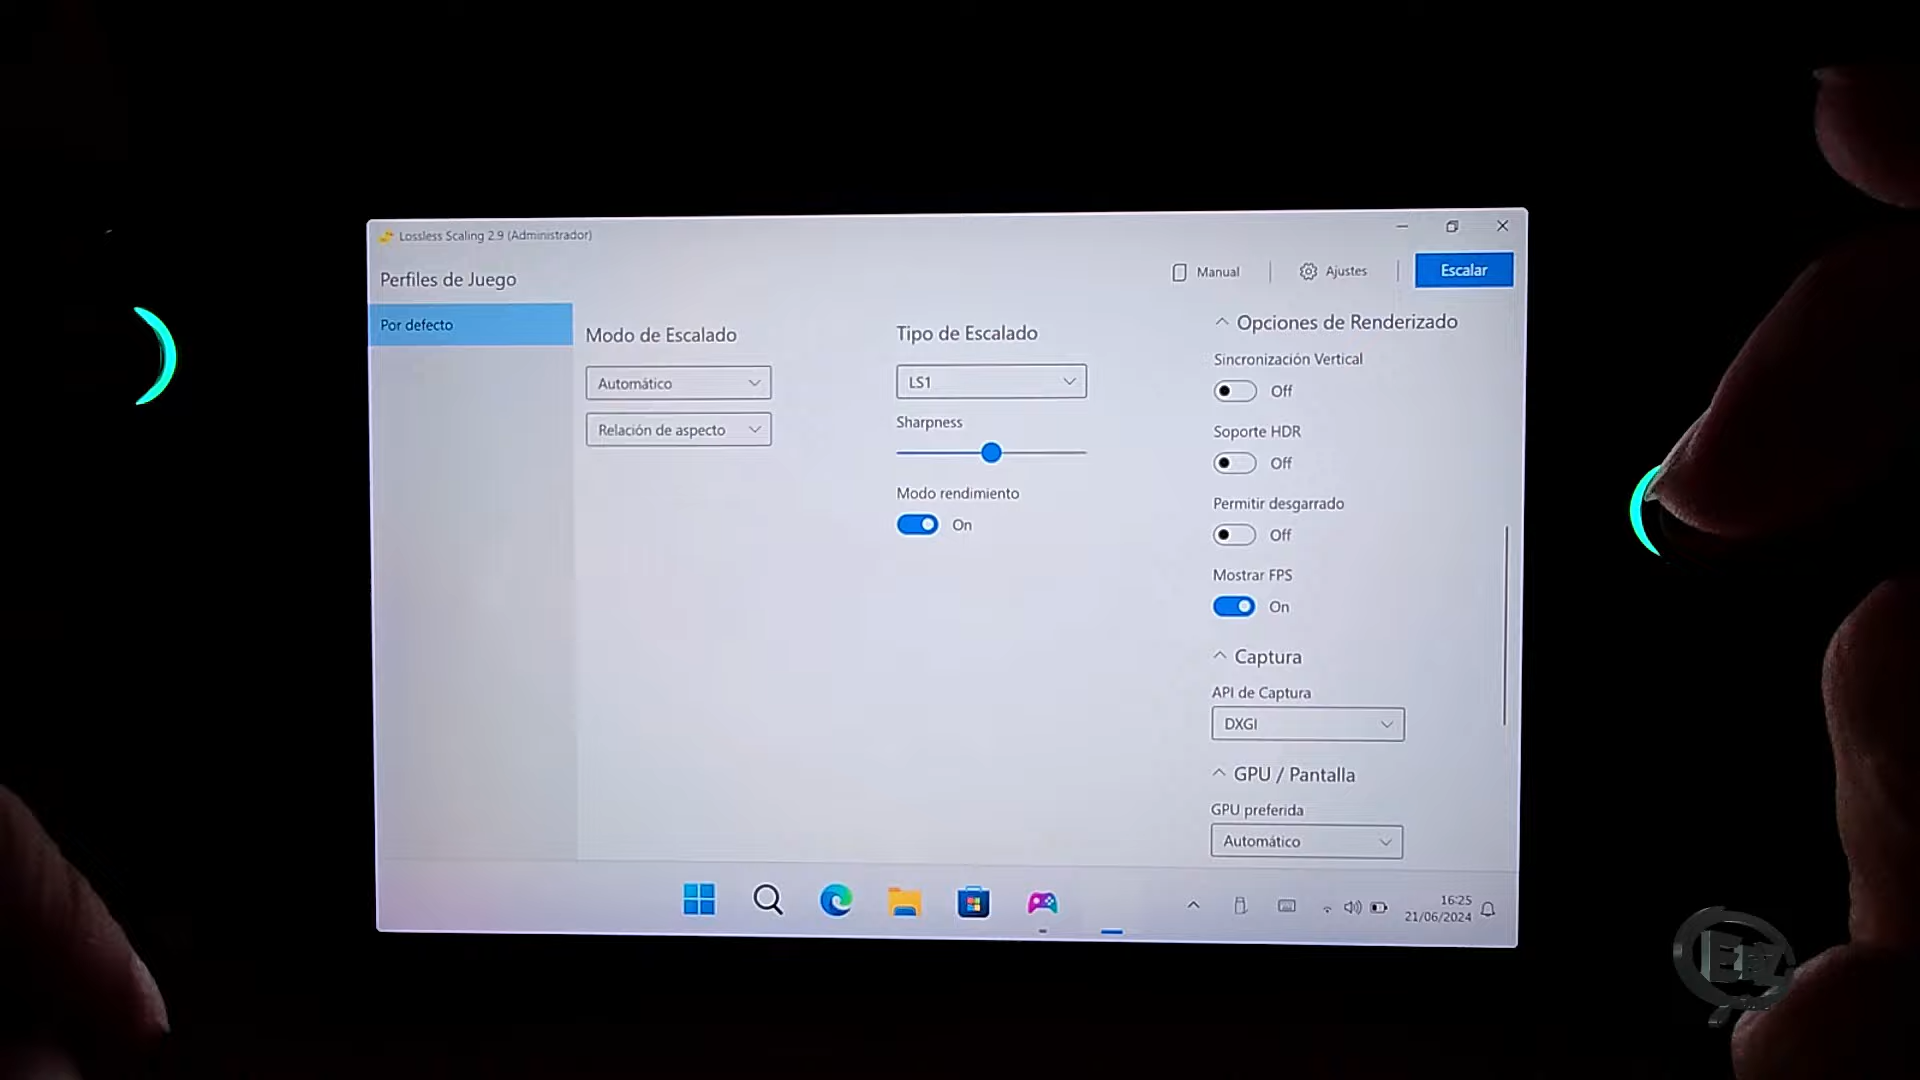 Lossless Scaling 2.9 (Administrador)
Perfiles de Juego
Manual
Ajustes
Escalar
Por defecto
Modo de Escalado
Automático
Relación de aspecto
Tipo de Escalado
LS1
Sharpness
Modo rendimiento
On
Opciones de Renderizado
Sincronización Vertical
Off
Soporte HDR
Off
Permitir desgarrado
Off
Mostrar FPS
On
Captura
API de Captura
DXGI
GPU / Pantalla
GPU preferida
Automático
16:25
21/06/2024